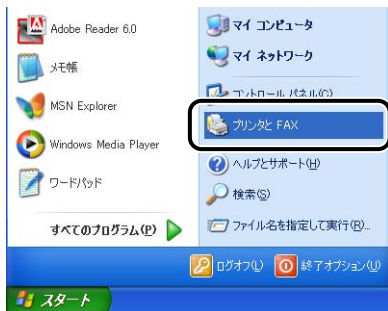 Adobe Reader 6.0
メモ帳
MSN Explorer
Windows Media Player
ワードパッド
すべてのプログラム(P)
マイ コンピュータ
マイ ネットワーク
コントロール パネル(C)
プリンタと FAX
ヘルプとサポート(H)
検索(S)
ファイル名を指定して実行(R)...
ログオフ(L)
終了オプション(U)
スタート